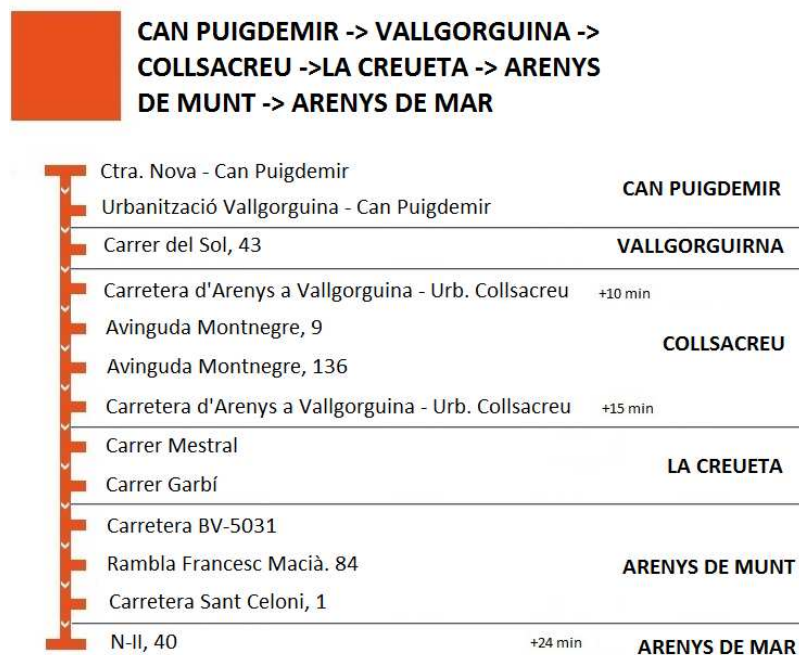 CAN PUIGDEMIR -> VALLGORGUINA ->
COLLSACREU ->LA CREUETA -> ARENYS
DE MUNT -> ARENYS DE MAR
Ctra. Nova - Can Puigdemir
CAN PUIGDEMIR
Urbanització Vallgorguina - Can Puigdemir
Carrer del Sol, 43 VALLGORGUIRNA
Carretera d'Arenys a Vallgorguina - Urb. Collsacreu +10 min
Avinguda Montnegre, 9
COLLSACREU
Avinguda Montnegre, 136
Carretera d'Arenys a Vallgorguina - Urb. Collsacreu +15 min
Carrer Mestral
LA CREUETA
Carrer Garbí
Carretera BV-5031
Rambla Francesc Macià. 84 ARENYS DE MUNT
Carretera Sant Celoni, 1
N-II, 40 +24 min ARENYS DE MAR